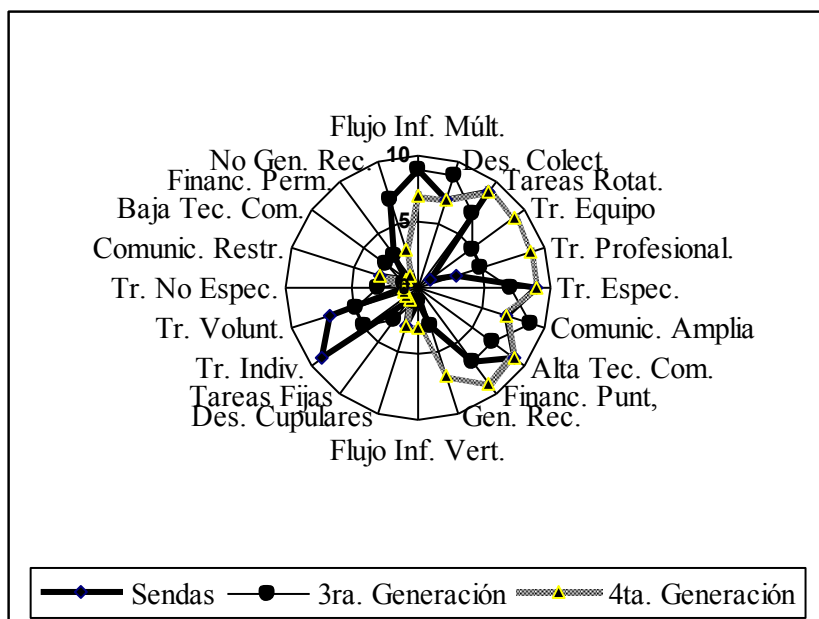 Flujo Inf. Múlt.
10
No Gen. Rec.
Des. Colect.
Financ. Perm.
Tareas Rotat.
Baja Tec. Com.
5
Tr. Equipo
Comunic. Restr.
Tr. Profesional.
Tr. No Espec.
0
Tr. Espec.
Tr. Volunt.
Comunic. Amplia
Tr. Indiv.
Alta Tec. Com.
Tareas Fijas
Financ. Punt,
Des. Cupulares
Gen. Rec.
Flujo Inf. Vert.
Sendas
3ra. Generación
4ta. Generación